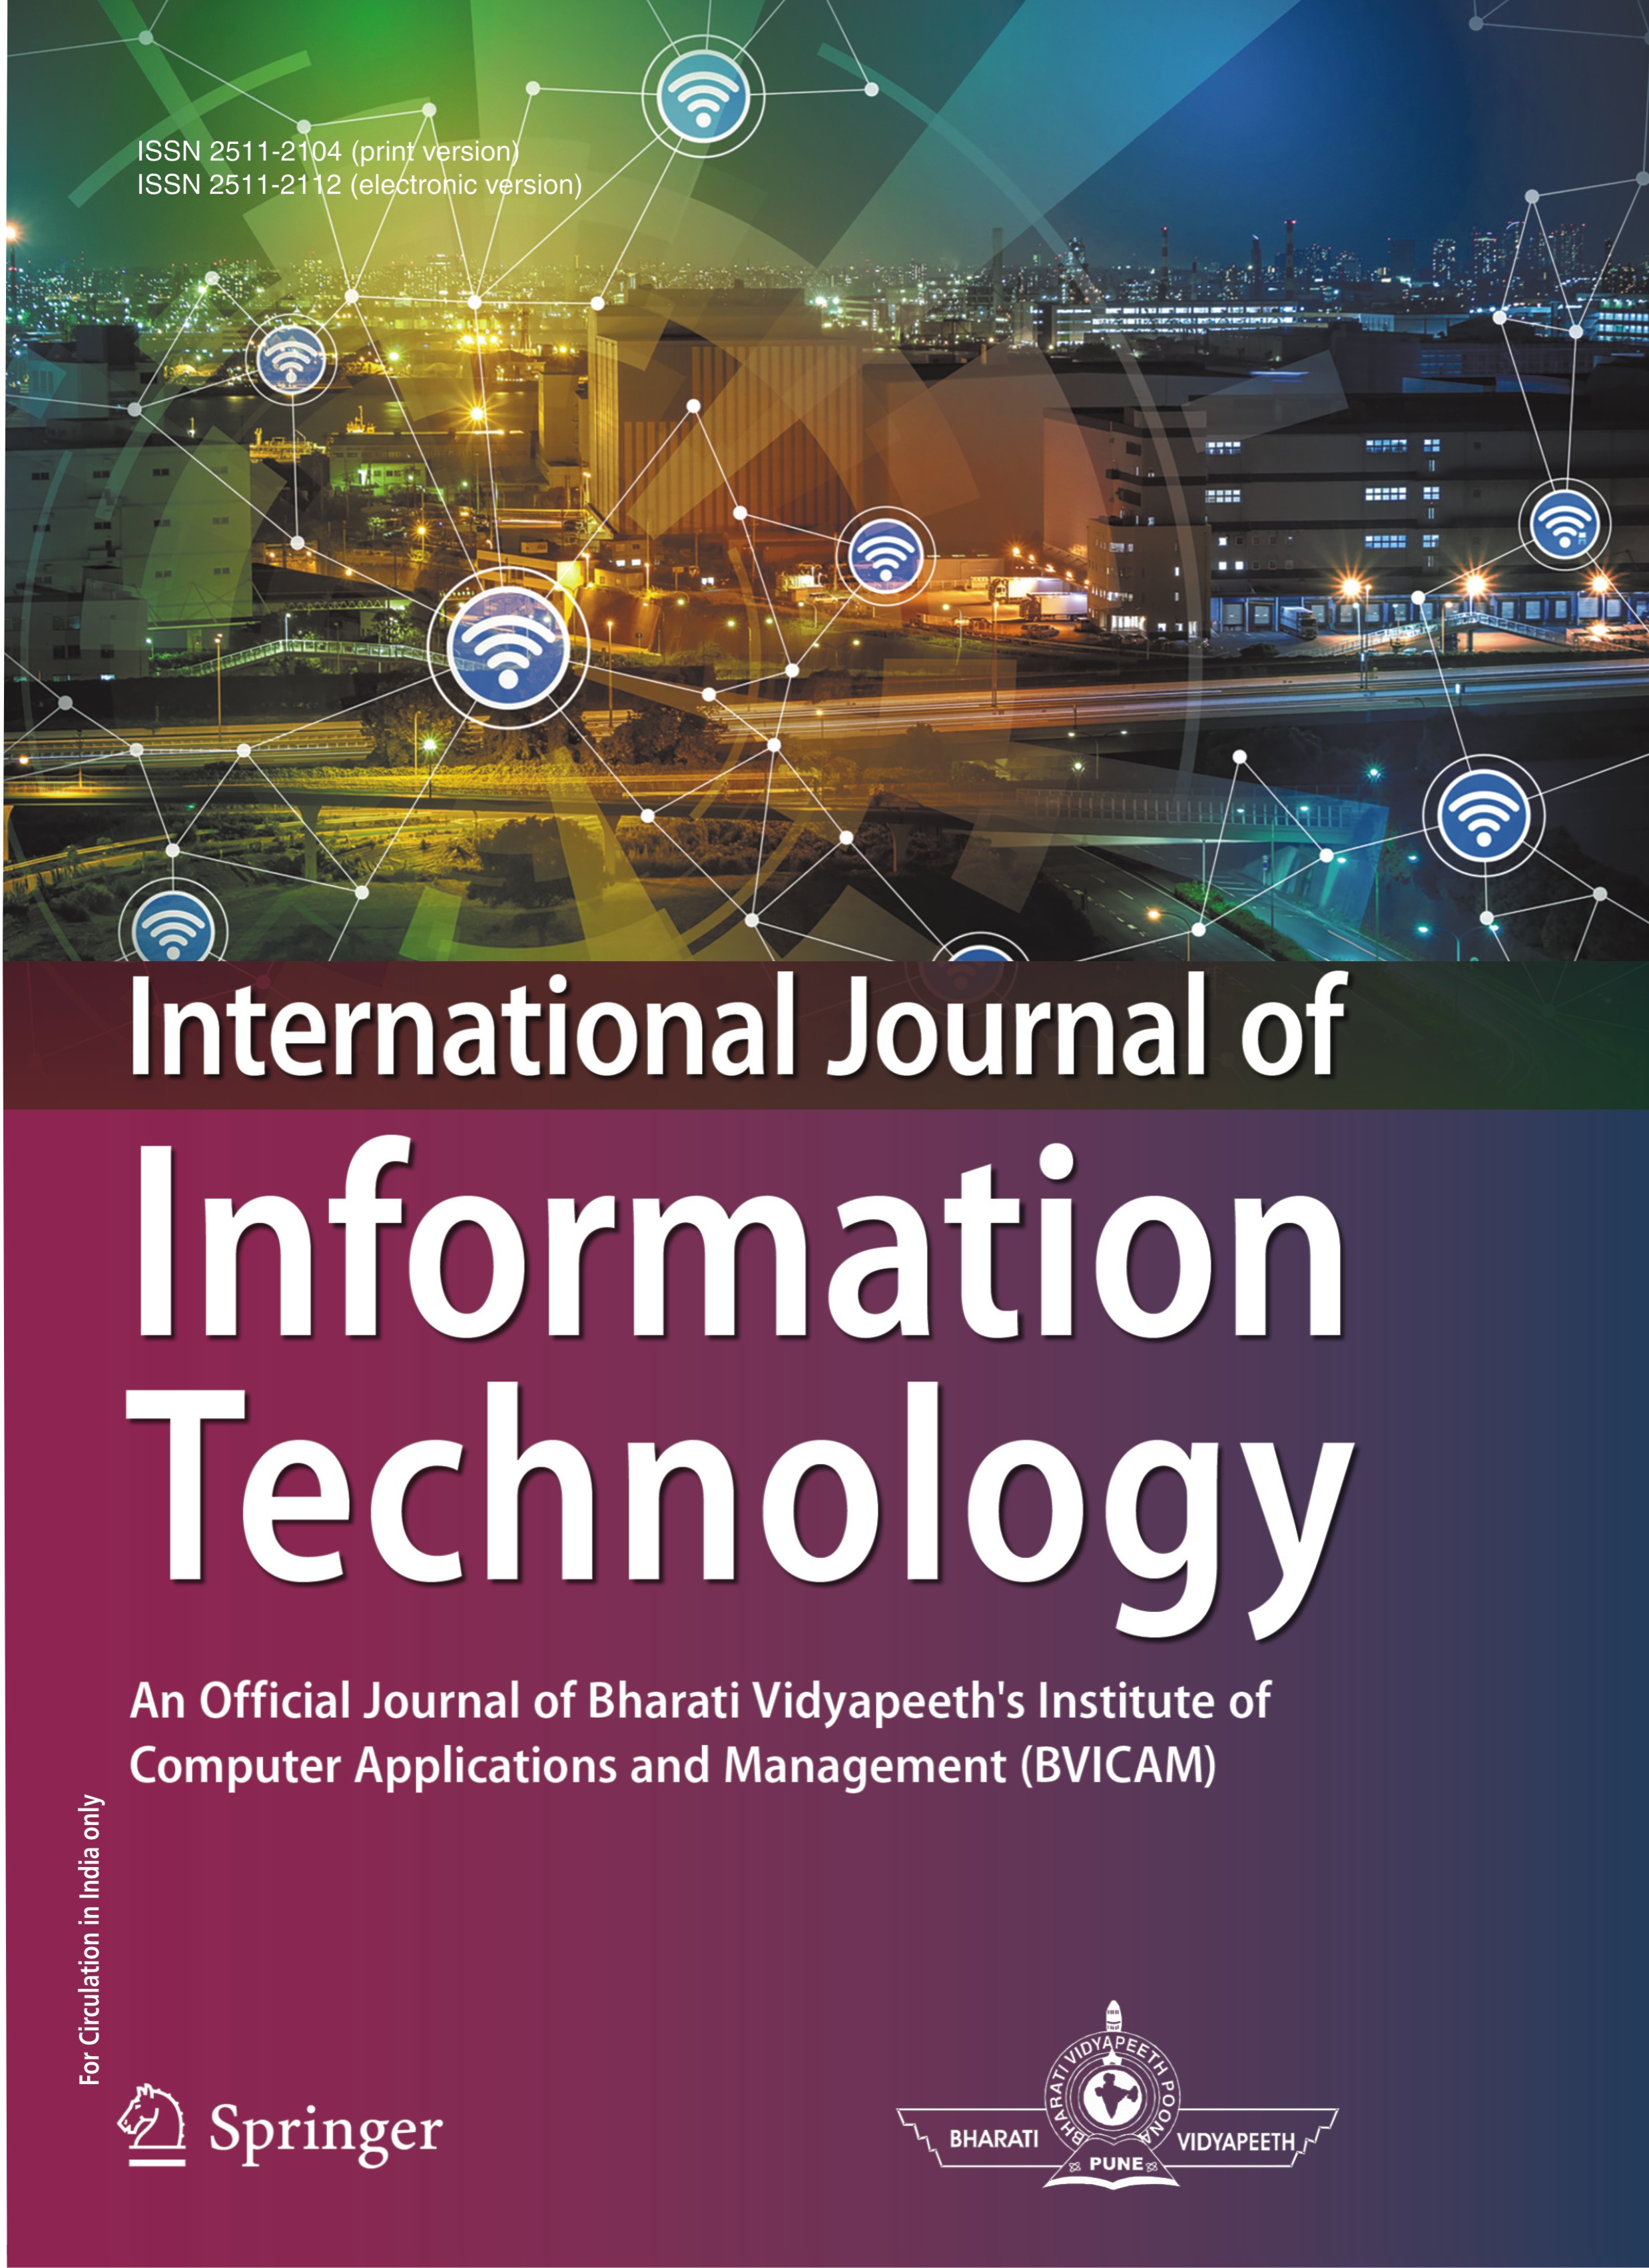 ISSN 2511-2104 (print version)
ISSN 2511-2112 (electronic version)
International Journal of
Information
Technology
An Official Journal of Bharati Vidyapeeth's Institute of
Computer Applications and Management (BVICAM)
For Circulation in India only
Springer
BHARATI VIDYAPEETH POONA
BHARATI
VIDYAPEETH
PUNE